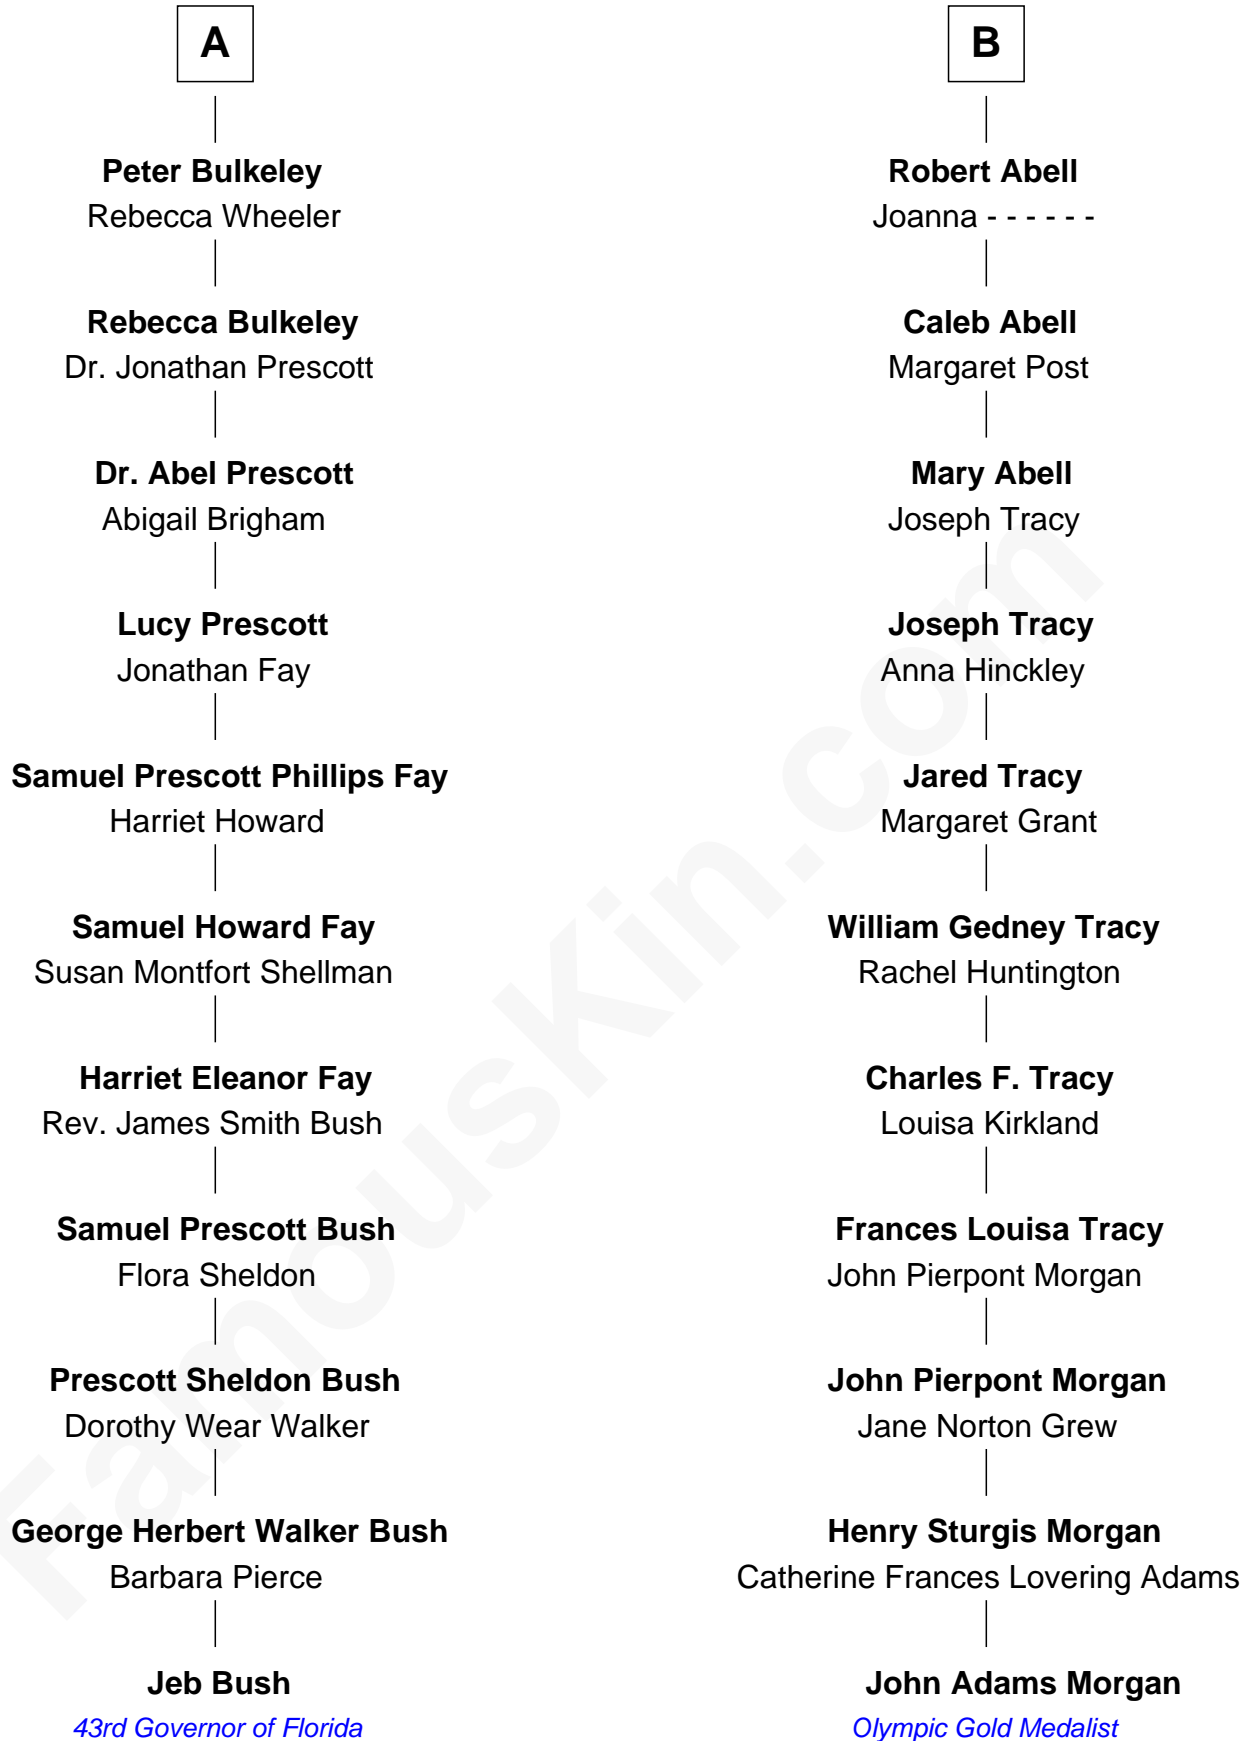 A
Peter Bulkeley
Rebecca Wheeler
Rebecca Bulkeley
Dr. Jonathan Prescott
Dr. Abel Prescott
Abigail Brigham
Lucy Prescott
Jonathan Fay
Samuel Prescott Phillips Fay
Harriet Howard
Samuel Howard Fay
Susan Montfort Shellman
Harriet Eleanor Fay
Rev. James Smith Bush
Samuel Prescott Bush
Flora Sheldon
Prescott Sheldon Bush
Dorothy Wear Walker
George Herbert Walker Bush
Barbara Pierce
Jeb Bush
43rd Governor of Florida
B
Robert Abell
Joanna - - - - - -
Caleb Abell
Margaret Post
Mary Abell
Joseph Tracy
Joseph Tracy
Anna Hinckley
Jared Tracy
Margaret Grant
William Gedney Tracy
Rachel Huntington
Charles F. Tracy
Louisa Kirkland
Frances Louisa Tracy
John Pierpont Morgan
John Pierpont Morgan
Jane Norton Grew
Henry Sturgis Morgan
Catherine Frances Lovering Adams
John Adams Morgan
Olympic Gold Medalist
FamousKin.com